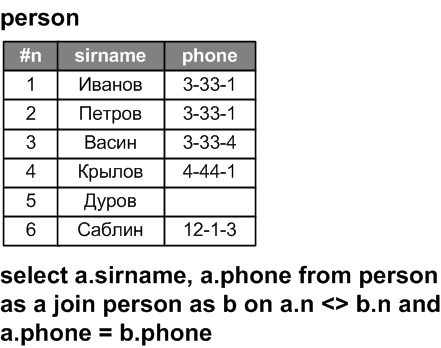 person
#n sirname phone
1 Иванов 3-33-1
2 Петров 3-33-1
3 Васин 3-33-4
4 Крылов 4-44-1
5 Дуров
6 Саблин 12-1-3
select a.sirname, a.phone from person
as a join person as b on a.n <> b.n and
a.phone = b.phone